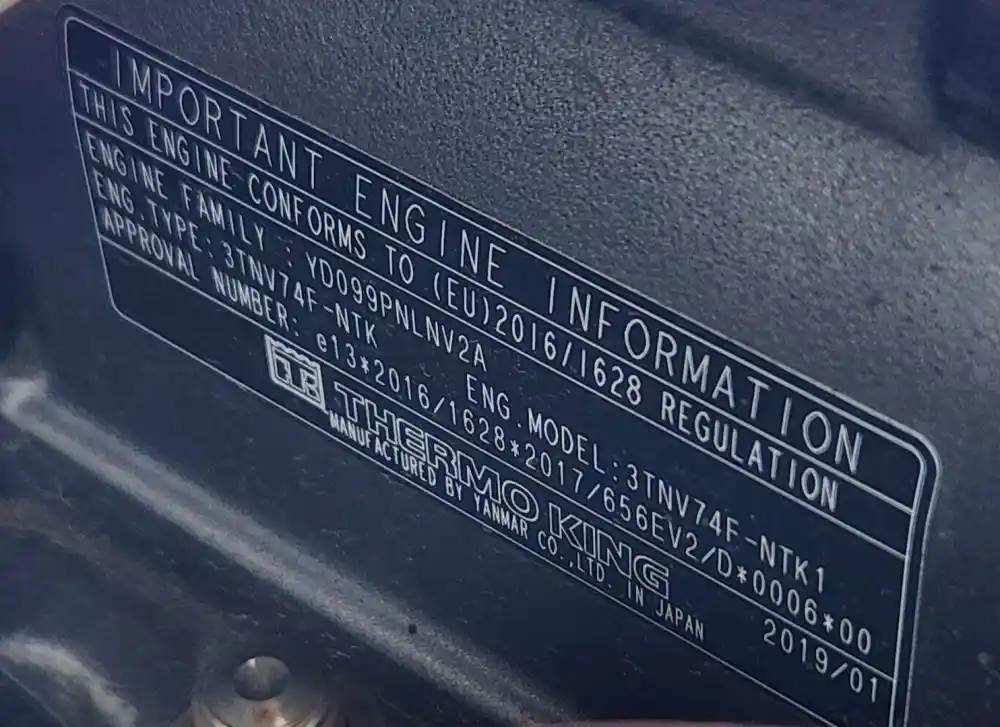 IMPORTANT ENGINE INFORMATION
THIS ENGINE CONFORMS TO (EU)2016/1628 REGULATION
ENGINE FAMILY : YD099PNLNV2A
ENG.TYPE:3TNV74F-NTK ENG.MODEL:3TNV74F-NTK1
APPROVAL NUMBER: e13*2016/1628*2017/656EV2/D*0006*00
THERMO KING 2019/01
MANUFACTURED BY YANMAR CO.,LTD. IN JAPAN